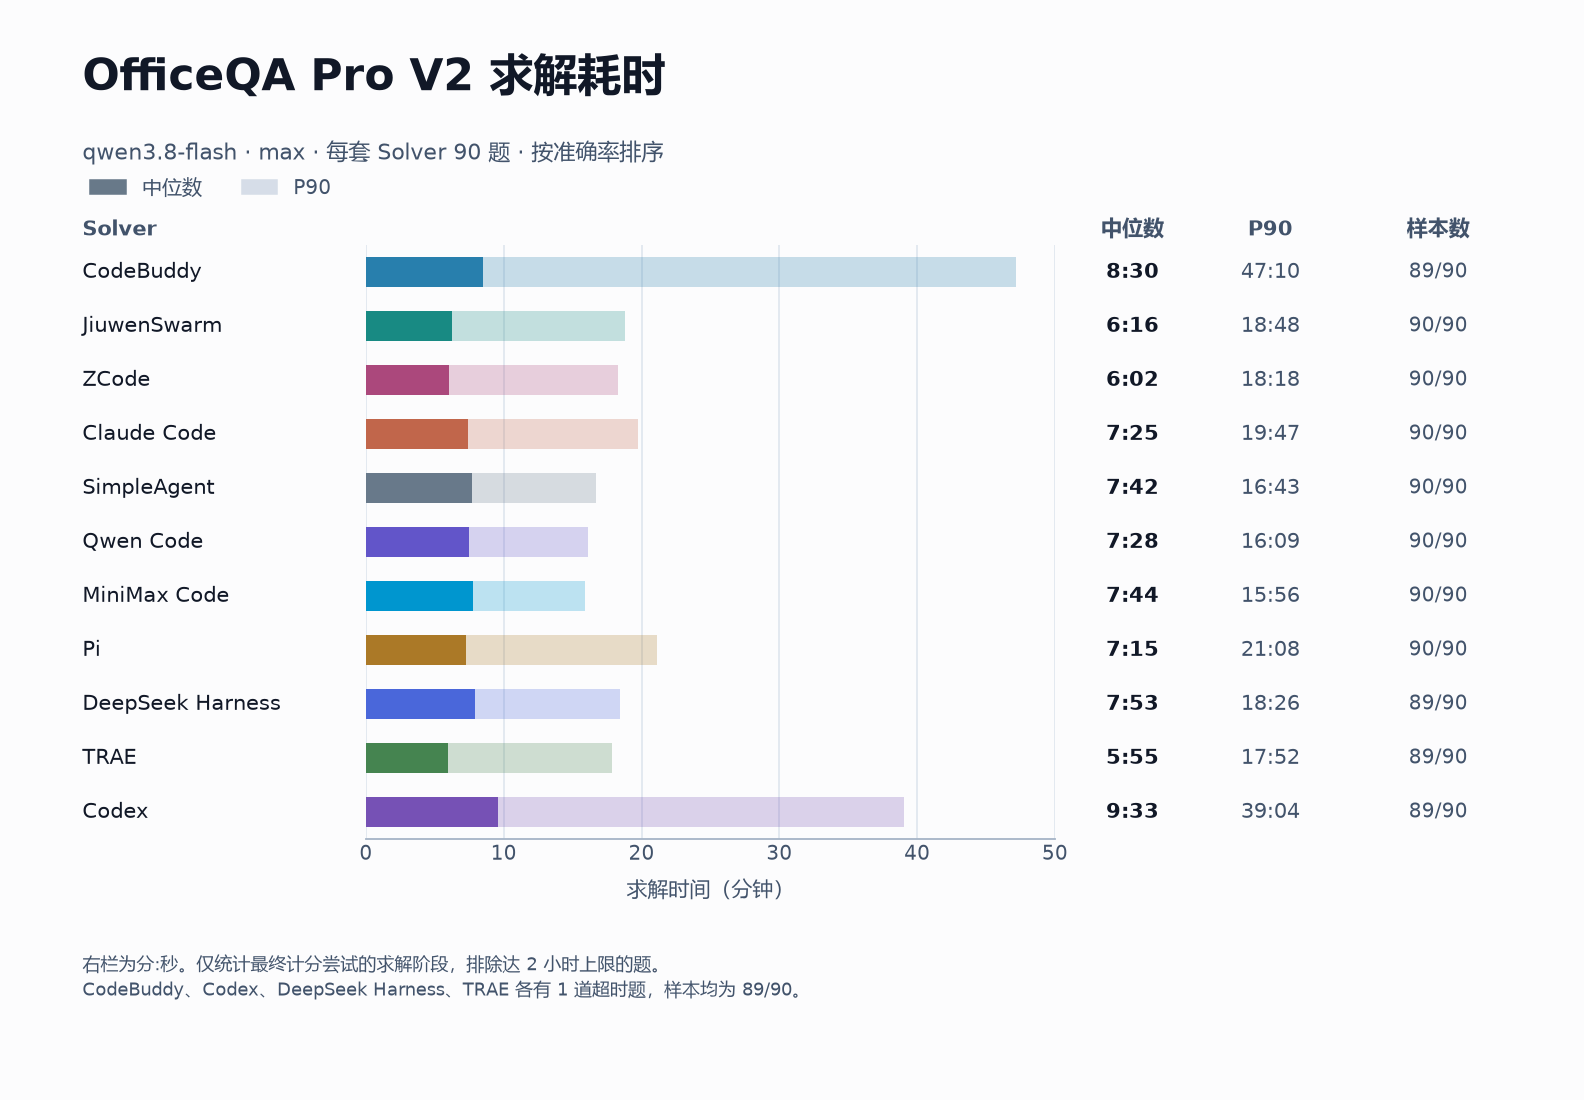 OfficeQA Pro V2 求解耗时
qwen3.8-flash · max · 每套 Solver 90 题 · 按准确率排序
中位数 P90
Solver 中位数 P90 样本数
CodeBuddy 8:30 47:10 89/90
JiuwenSwarm 6:16 18:48 90/90
ZCode 6:02 18:18 90/90
Claude Code 7:25 19:47 90/90
SimpleAgent 7:42 16:43 90/90
Qwen Code 7:28 16:09 90/90
MiniMax Code 7:44 15:56 90/90
Pi 7:15 21:08 90/90
DeepSeek Harness 7:53 18:26 89/90
TRAE 5:55 17:52 89/90
Codex 9:33 39:04 89/90
0 10 20 30 40 50
求解时间（分钟）
右栏为分:秒。仅统计最终计分尝试的求解阶段，排除达 2 小时上限的题。
CodeBuddy、Codex、DeepSeek Harness、TRAE 各有 1 道超时题，样本均为 89/90。